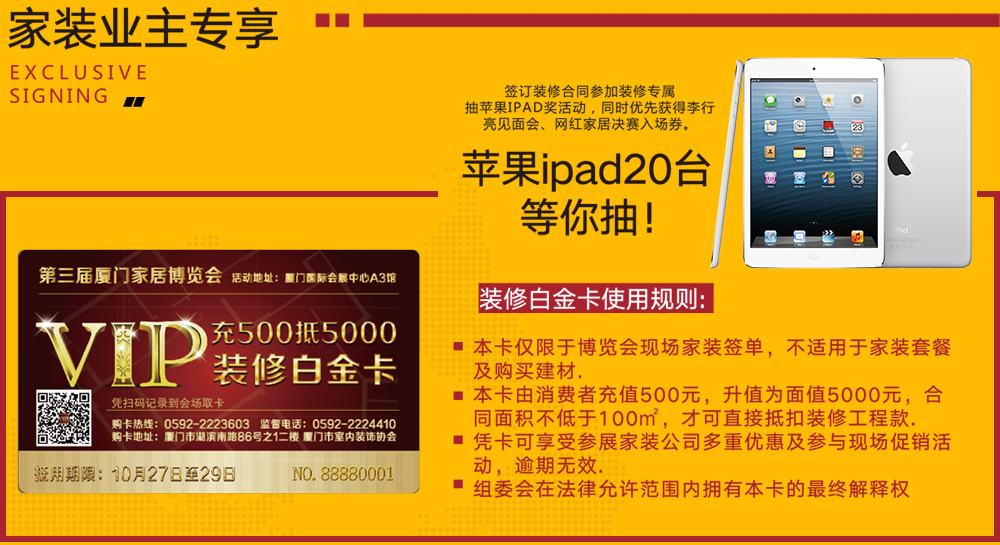 家装业主专享
EXCLUSIVE
SIGNING
签订装修合同参加装修专属
抽苹果IPAD奖活动，同时优先获得李行
亮见面会、网红家居决赛入场券。
苹果ipad20台
等你抽！
第三届厦门家居博览会 活动地址：厦门国际会展中心A3馆
VIP
充500抵5000
装修白金卡
凭扫码记录到会场取卡
购卡热线：0592-2223603 监督电话：0592-2224410
购卡地址：厦门市湖滨南路86号之1二楼 厦门市室内装饰协会
抵用期限：10月27日至29日 NO. 88880001
装修白金卡使用规则:
本卡仅限于博览会现场家装签单，不适用于家装套餐
及购买建材.
本卡由消费者充值500元，升值为面值5000元，合
同面积不低于100㎡，才可直接抵扣装修工程款.
凭卡可享受参展家装公司多重优惠及参与现场促销活
动，逾期无效.
组委会在法律允许范围内拥有本卡的最终解释权
23
iPad